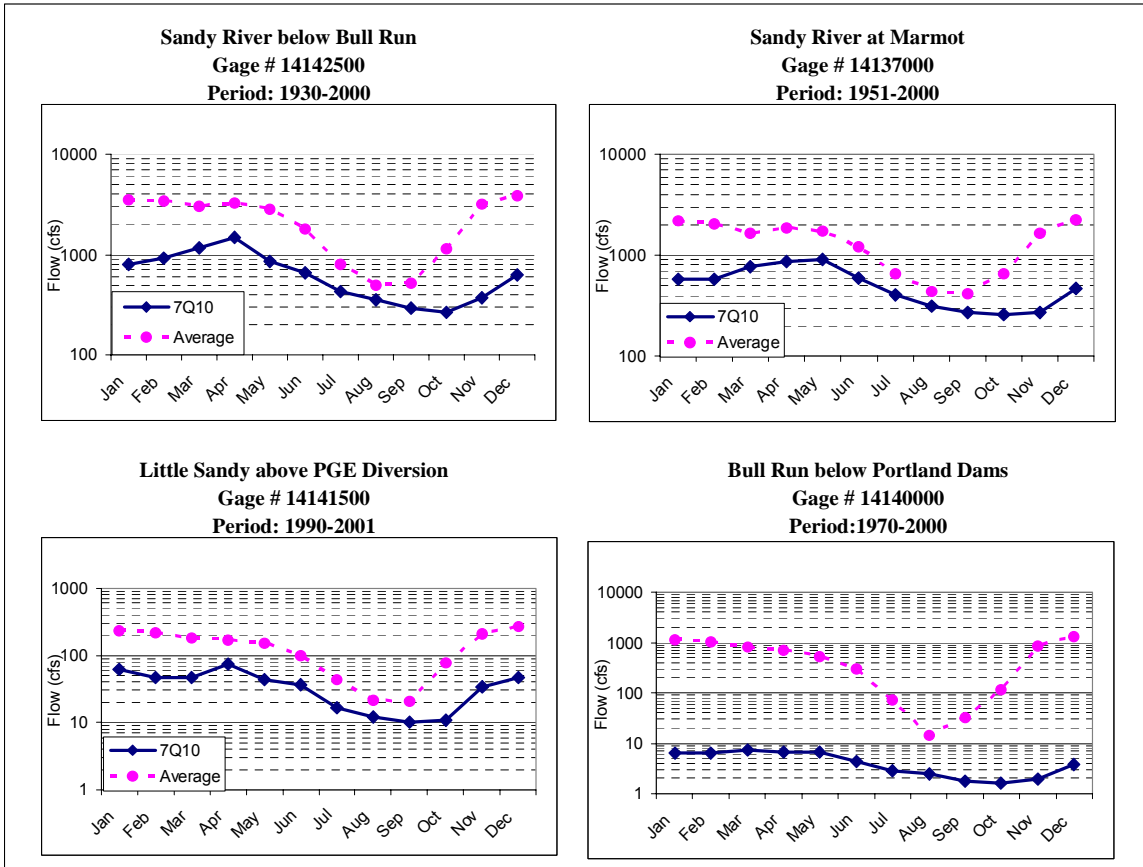 Sandy River below Bull Run
Gage # 14142500
Period: 1930-2000
Flow (cfs)
10000
1000
100
7Q10
Average
Jan Feb Mar Apr May Jun Jul Aug Sep Oct Nov Dec
Sandy River at Marmot
Gage # 14137000
Period: 1951-2000
Flow (cfs)
10000
1000
100
7Q10
Average
Jan Feb Mar Apr May Jun Jul Aug Sep Oct Nov Dec
Little Sandy above PGE Diversion
Gage # 14141500
Period: 1990-2001
Flow (cfs)
1000
100
10
1
7Q10
Average
Jan Feb Mar Apr May Jun Jul Aug Sep Oct Nov Dec
Bull Run below Portland Dams
Gage # 14140000
Period:1970-2000
Flow (cfs)
10000
1000
100
10
1
7Q10
Average
Jan Feb Mar Apr May Jun Jul Aug Sep Oct Nov Dec